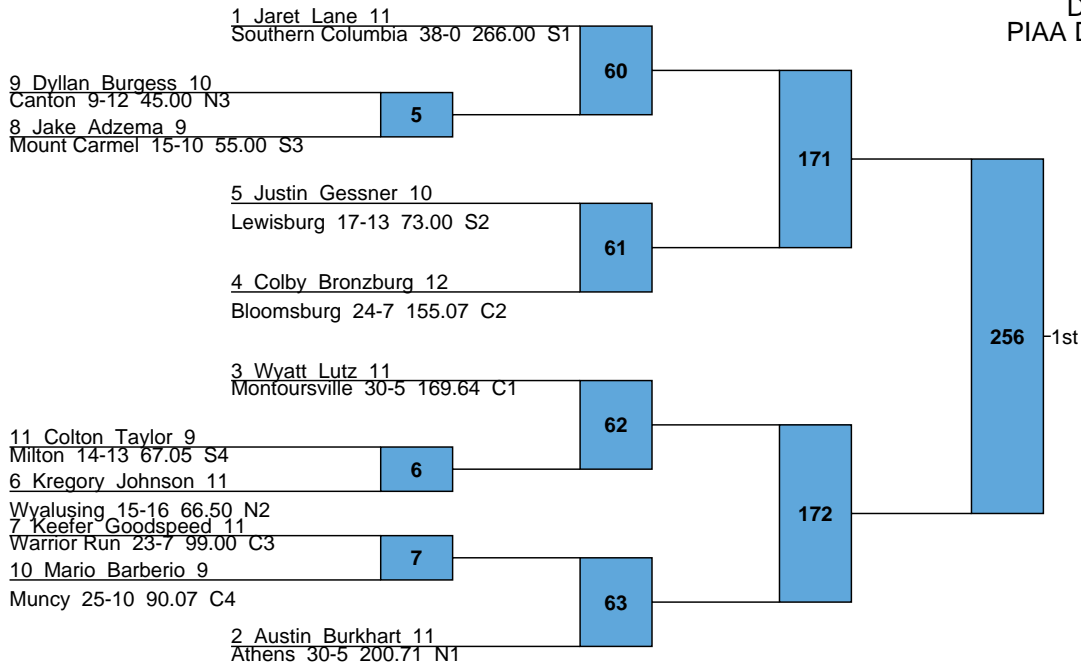 D
PIAA D
1 Jaret Lane 11
Southern Columbia 38-0 266.00 S1
60
9 Dyllan Burgess 10
Canton 9-12 45.00 N3
5
8 Jake Adzema 9
Mount Carmel 15-10 55.00 S3
171
5 Justin Gessner 10
Lewisburg 17-13 73.00 S2
61
4 Colby Bronzburg 12
Bloomsburg 24-7 155.07 C2
256
1st
3 Wyatt Lutz 11
Montoursville 30-5 169.64 C1
62
11 Colton Taylor 9
Milton 14-13 67.05 S4
6
6 Kregory Johnson 11
Wyalusing 15-16 66.50 N2
172
7 Keefer Goodspeed 11
Warrior Run 23-7 99.00 C3
7
10 Mario Barberio 9
Muncy 25-10 90.07 C4
63
2 Austin Burkhart 11
Athens 30-5 200.71 N1